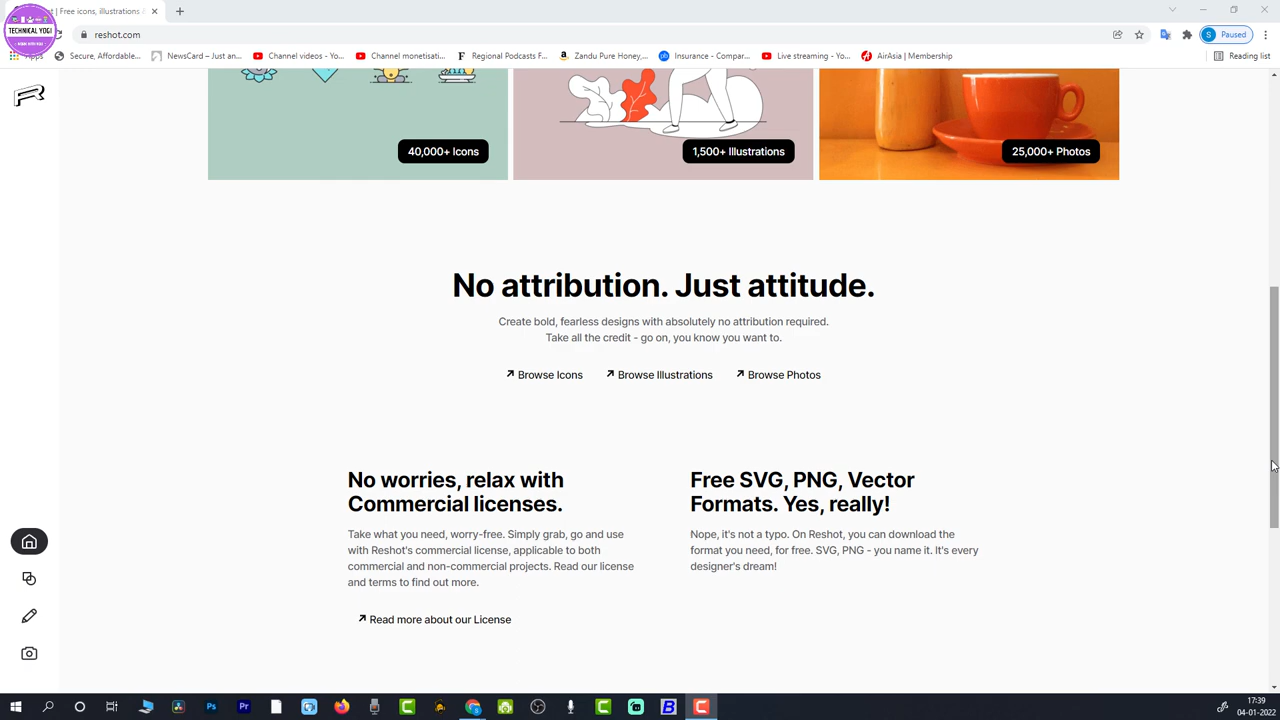 Free icons, illustrations
TECHNIKAL YOGI
reshot.com
Paused
S
Apps
Secure, Affordable...
NewsCard – Just an...
Channel videos - Yo...
Channel monetisati...
Regional Podcasts F...
Zandu Pure Honey,...
Insurance - Compar...
Live streaming - Yo...
AirAsia | Membership
Reading list
40,000+ Icons
1,500+ Illustrations
25,000+ Photos
No attribution. Just attitude.
Create bold, fearless designs with absolutely no attribution required.
Take all the credit - go on, you know you want to.
Browse Icons
Browse Illustrations
Browse Photos
No worries, relax with
Commercial licenses.
Take what you need, worry-free. Simply grab, go and use
with Reshot's commercial license, applicable to both
commercial and non-commercial projects. Read our license
and terms to find out more.
Read more about our License
Free SVG, PNG, Vector
Formats. Yes, really!
Nope, it's not a typo. On Reshot, you can download the
format you need, for free. SVG, PNG - you name it. It's every
designer's dream!
Ps
Pr
B
17:39
04-01-2022